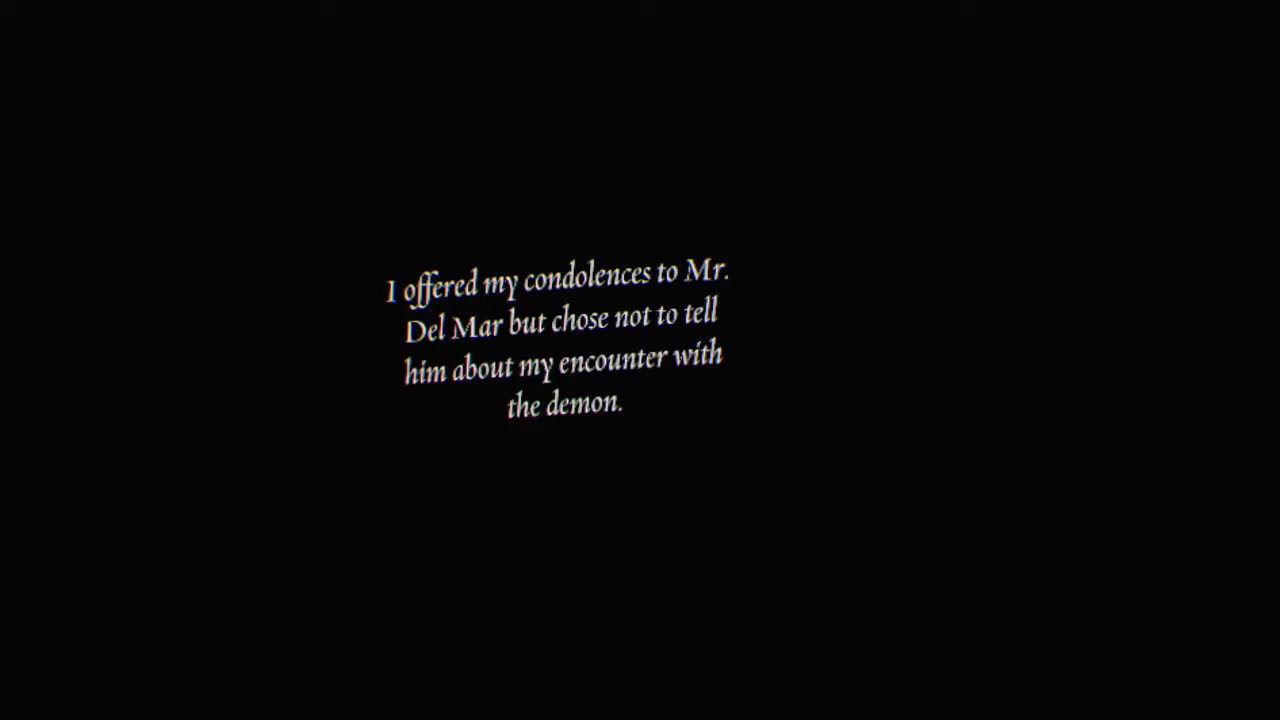 I offered my condolences to Mr.
Del Mar but chose not to tell
him about my encounter with
the demon.